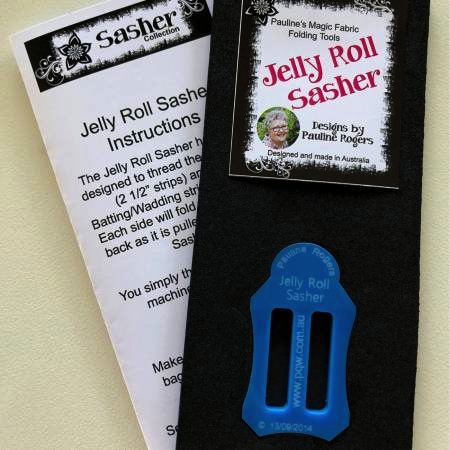 Sasher
Collection
Jelly Roll Sashe
Instructions
The Jelly Roll Sasher h
designed to thread the
(2 1/2" strips) an
Batting/Wadding stri
Each side will fold
back as it is pulle
Sas
You simply th
machine
Make
bag
Se
Pauline's Magic Fabric
Folding Tools
Jelly Roll
Sasher
Designs by
Pauline Rogers
Designed and made in Australia
Pauline Rogers
Jelly Roll
Sasher
www.pqw.com.au
© 13/09/2014